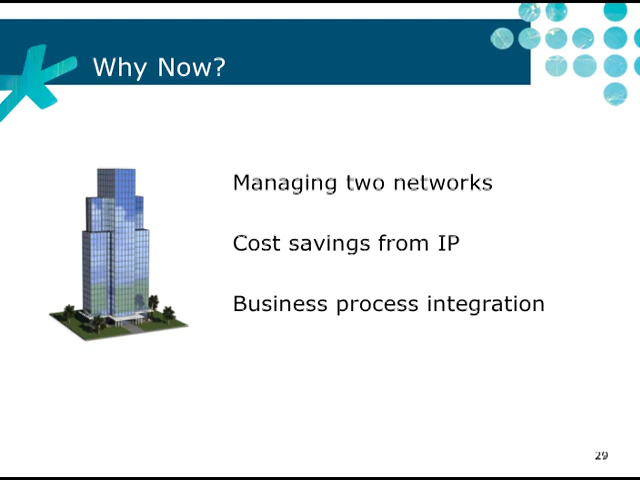 Why Now?
Managing two networks
Cost savings from IP
Business process integration
29